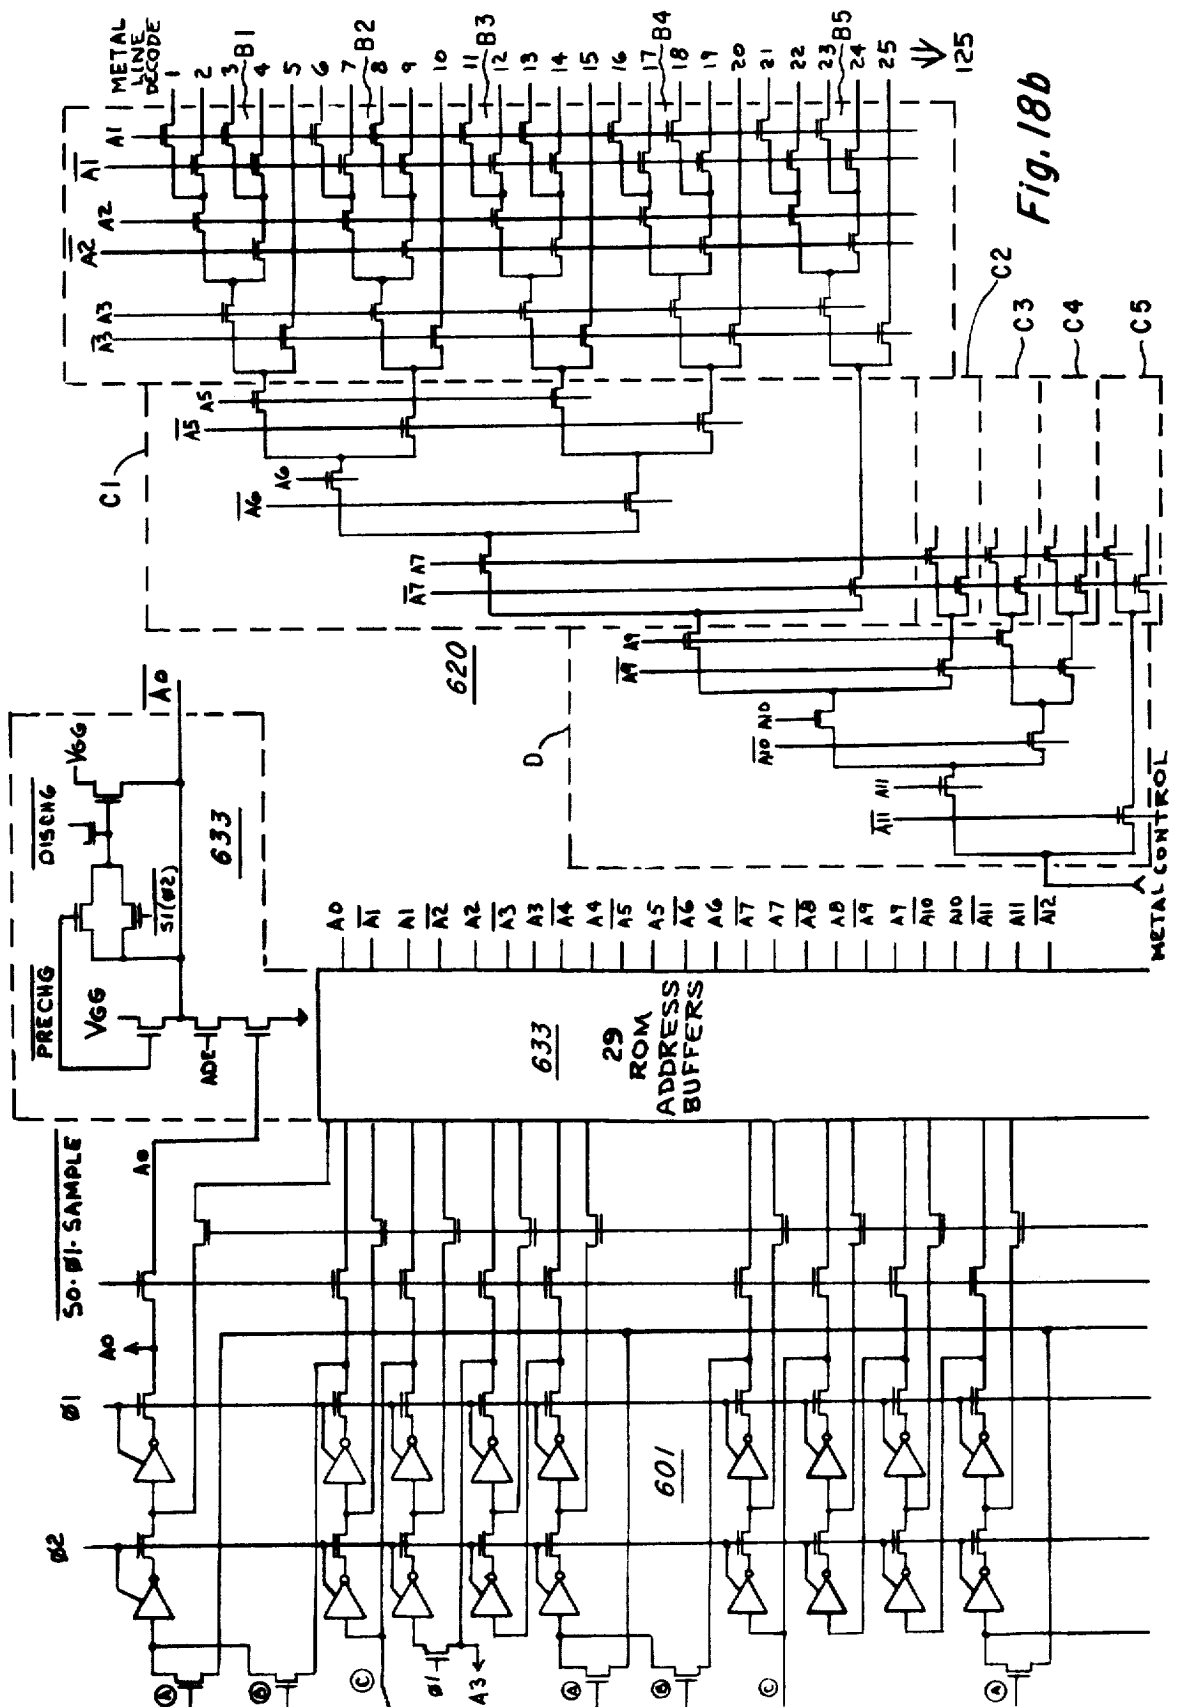 METAL
LINE
DECODE
A1
A̅1̅
A2
A̅2̅
A3
A̅3̅
1
2
3
4
5
6
7
8
9
10
11
12
13
14
15
16
17
18
19
20
21
22
23
24
25
B1
B2
B3
B4
B5
125
Fig. 18b
C1
A5
A̅5̅
A6
A̅6̅
A7
A̅7̅
C2
C3
C4
C5
620
A9
A̅9̅
D
A10
A̅1̅0̅
A11
A̅1̅1̅
METAL CONTROL
A̅0̅
VGG
D̅I̅S̅C̅H̅G̅
S̅1̅(̅Ø̅2̅)̅
633
P̅R̅E̅C̅H̅G̅
VGG
ADE
A0
A̅1̅
A1
A̅2̅
A2
A̅3̅
A3
A̅4̅
A4
A̅5̅
A5
A̅6̅
A6
A̅7̅
A7
A̅8̅
A8
A̅9̅
A9
A̅1̅0̅
A10
A̅1̅1̅
A11
A̅1̅2̅
633
29
ROM
ADDRESS
BUFFERS
S̅0̅·̅Ø̅1̅·̅S̅A̅M̅P̅L̅E̅
A0
A0
Ø1
Ø2
601
A
B
C
Ø1
A3
A
B
C
A